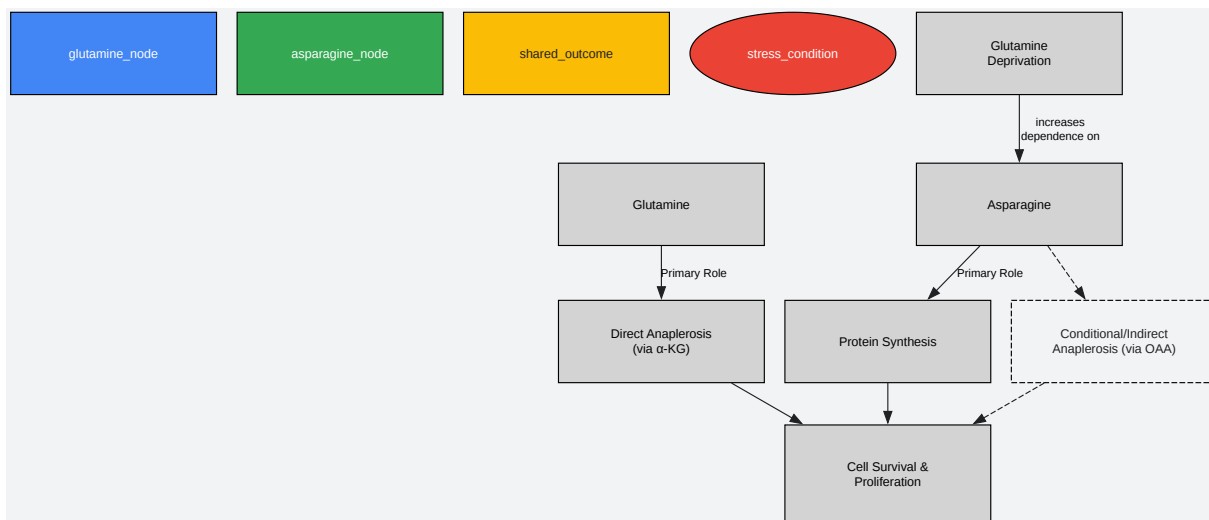 glutamine_node
asparagine_node
shared_outcome
stress_condition
Glutamine
Deprivation
increases
dependence on
Glutamine
Asparagine
Primary Role
Primary Role
Direct Anaplerosis
(via α-KG)
Protein Synthesis
Conditional/Indirect
Anaplerosis (via OAA)
Cell Survival &
Proliferation